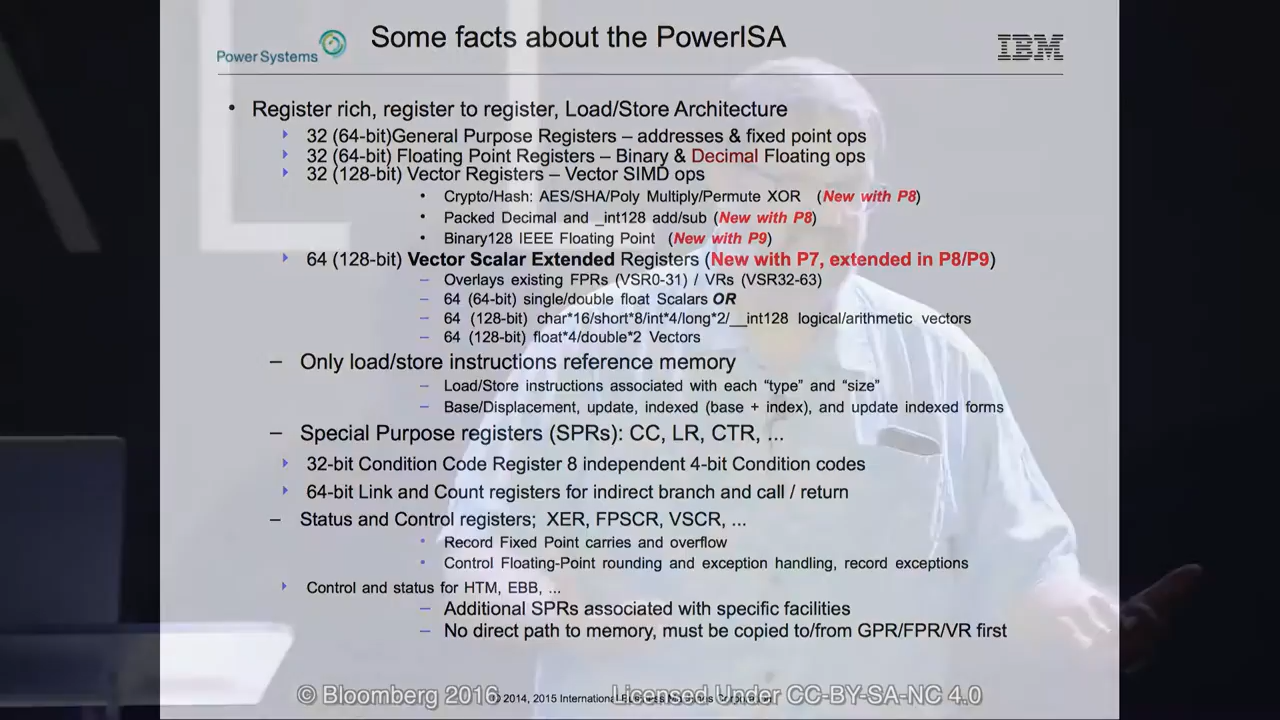 Some facts about the PowerISA
Power Systems
IBM
• Register rich, register to register, Load/Store Architecture
32 (64-bit)General Purpose Registers – addresses & fixed point ops
32 (64-bit) Floating Point Registers – Binary & Decimal Floating ops
32 (128-bit) Vector Registers – Vector SIMD ops
• Crypto/Hash: AES/SHA/Poly Multiply/Permute XOR (New with P8)
• Packed Decimal and _int128 add/sub (New with P8)
• Binary128 IEEE Floating Point (New with P9)
64 (128-bit) Vector Scalar Extended Registers (New with P7, extended in P8/P9)
– Overlays existing FPRs (VSR0-31) / VRs (VSR32-63)
– 64 (64-bit) single/double float Scalars OR
– 64 (128-bit) char*16/short*8/int*4/long*2/__int128 logical/arithmetic vectors
– 64 (128-bit) float*4/double*2 Vectors
– Only load/store instructions reference memory
– Load/Store instructions associated with each “type” and “size”
– Base/Displacement, update, indexed (base + index), and update indexed forms
– Special Purpose registers (SPRs): CC, LR, CTR, ...
32-bit Condition Code Register 8 independent 4-bit Condition codes
64-bit Link and Count registers for indirect branch and call / return
– Status and Control registers; XER, FPSCR, VSCR, ...
• Record Fixed Point carries and overflow
• Control Floating-Point rounding and exception handling, record exceptions
Control and status for HTM, EBB, ...
– Additional SPRs associated with specific facilities
– No direct path to memory, must be copied to/from GPR/FPR/VR first
© Bloomberg 2016 © 2014, 2015 International Business Machines Corporation Licensed Under CC-BY-SA-NC 4.0